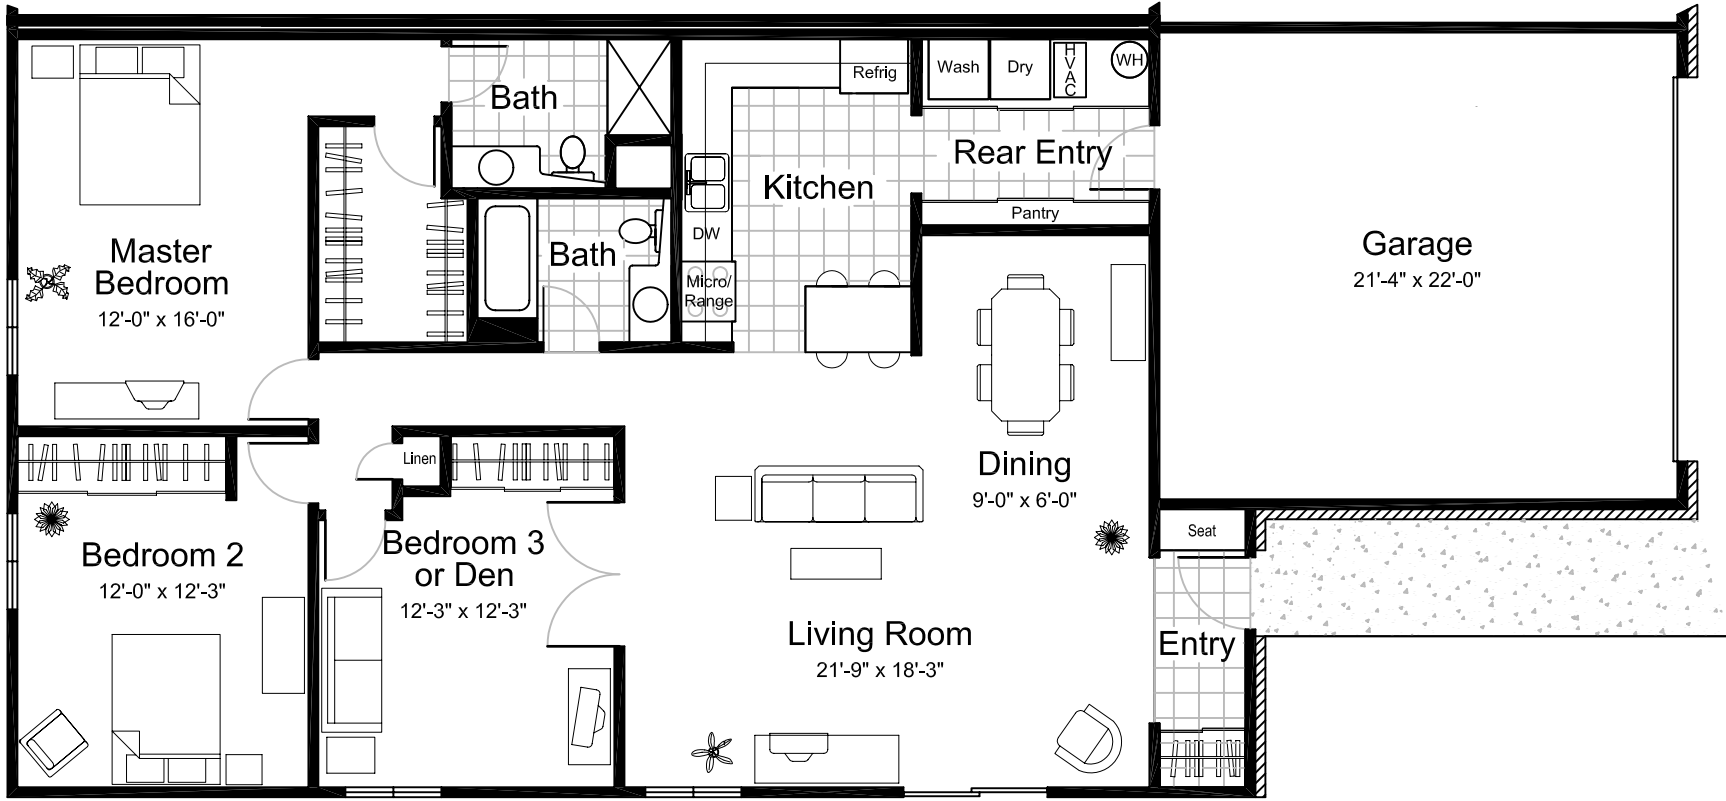 Bath
Refrig
Wash
Dry
HVAC
WH
Rear Entry
Kitchen
Pantry
DW
Bath
Micro/
Range
Master
Bedroom
12'-0" x 16'-0"
Garage
21'-4" x 22'-0"
Linen
Dining
9'-0" x 6'-0"
Seat
Bedroom 2
12'-0" x 12'-3"
Bedroom 3
or Den
12'-3" x 12'-3"
Living Room
21'-9" x 18'-3"
Entry